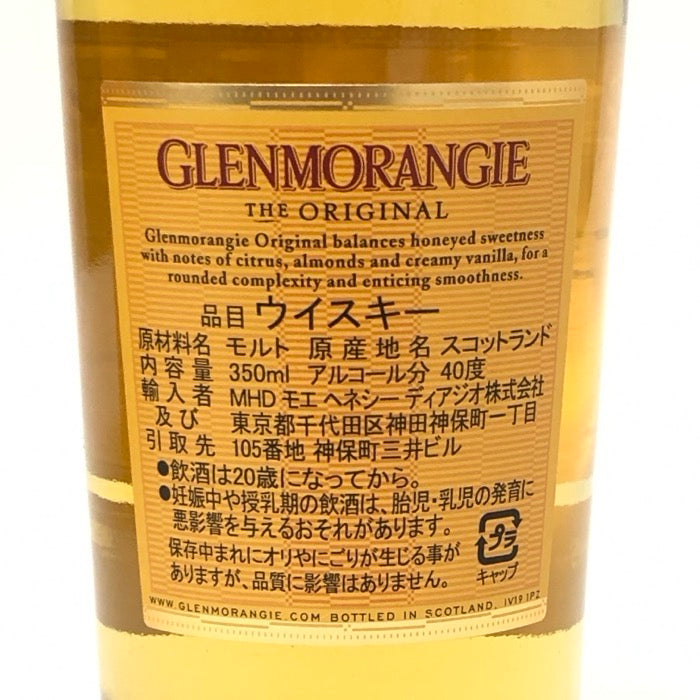 GLENMORANGIE
THE ORIGINAL
Glenmorangie Original balances honeyed sweetness
with notes of citrus, almonds and creamy vanilla, for a
rounded complexity and enticing smoothness.
品目 ウイスキー
原材料名 モルト 原産地名 スコットランド
内容量 350ml アルコール分 40度
輸入者 MHD モエ ヘネシー ディアジオ株式会社
及び 東京都千代田区神田神保町一丁目
引取先 105番地 神保町三井ビル
●飲酒は20歳になってから。
●妊娠中や授乳期の飲酒は、胎児・乳児の発育に
悪影響を与えるおそれがあります。
保存中まれにオリやにごりが生じる事が
ありますが、品質に影響はありません。
プラ
キャップ
WWW.GLENMORANGIE.COM BOTTLED IN SCOTLAND, IV19 1PZ